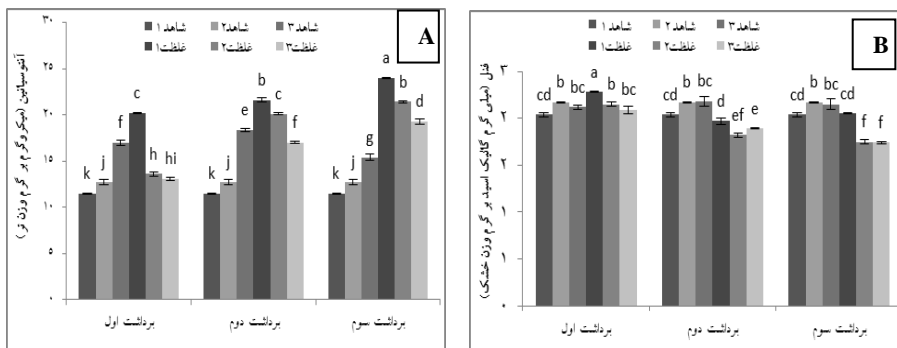 A
شاهد۱ شاهد۲ شاهد۳
غلظت۱ غلظت۲ غلظت۳
آنتوسیانین (میکروگرم بر گرم وزن تر)
۳۰
۲۵
۲۰
۱۵
۱۰
۵
۰
k j f c h hi
k j e b c f
k j g a b d
برداشت اول برداشت دوم برداشت سوم
B
شاهد۱ شاهد۲ شاهد۳
غلظت۱ غلظت۲ غلظت۳
فنل (میلی گرم گالیک اسید بر گرم وزن خشک)
۳
۲
۲
۱
۱
۰
cd b bc a b bc
cd b bc d ef e
cd b bc cd f f
برداشت اول برداشت دوم برداشت سوم